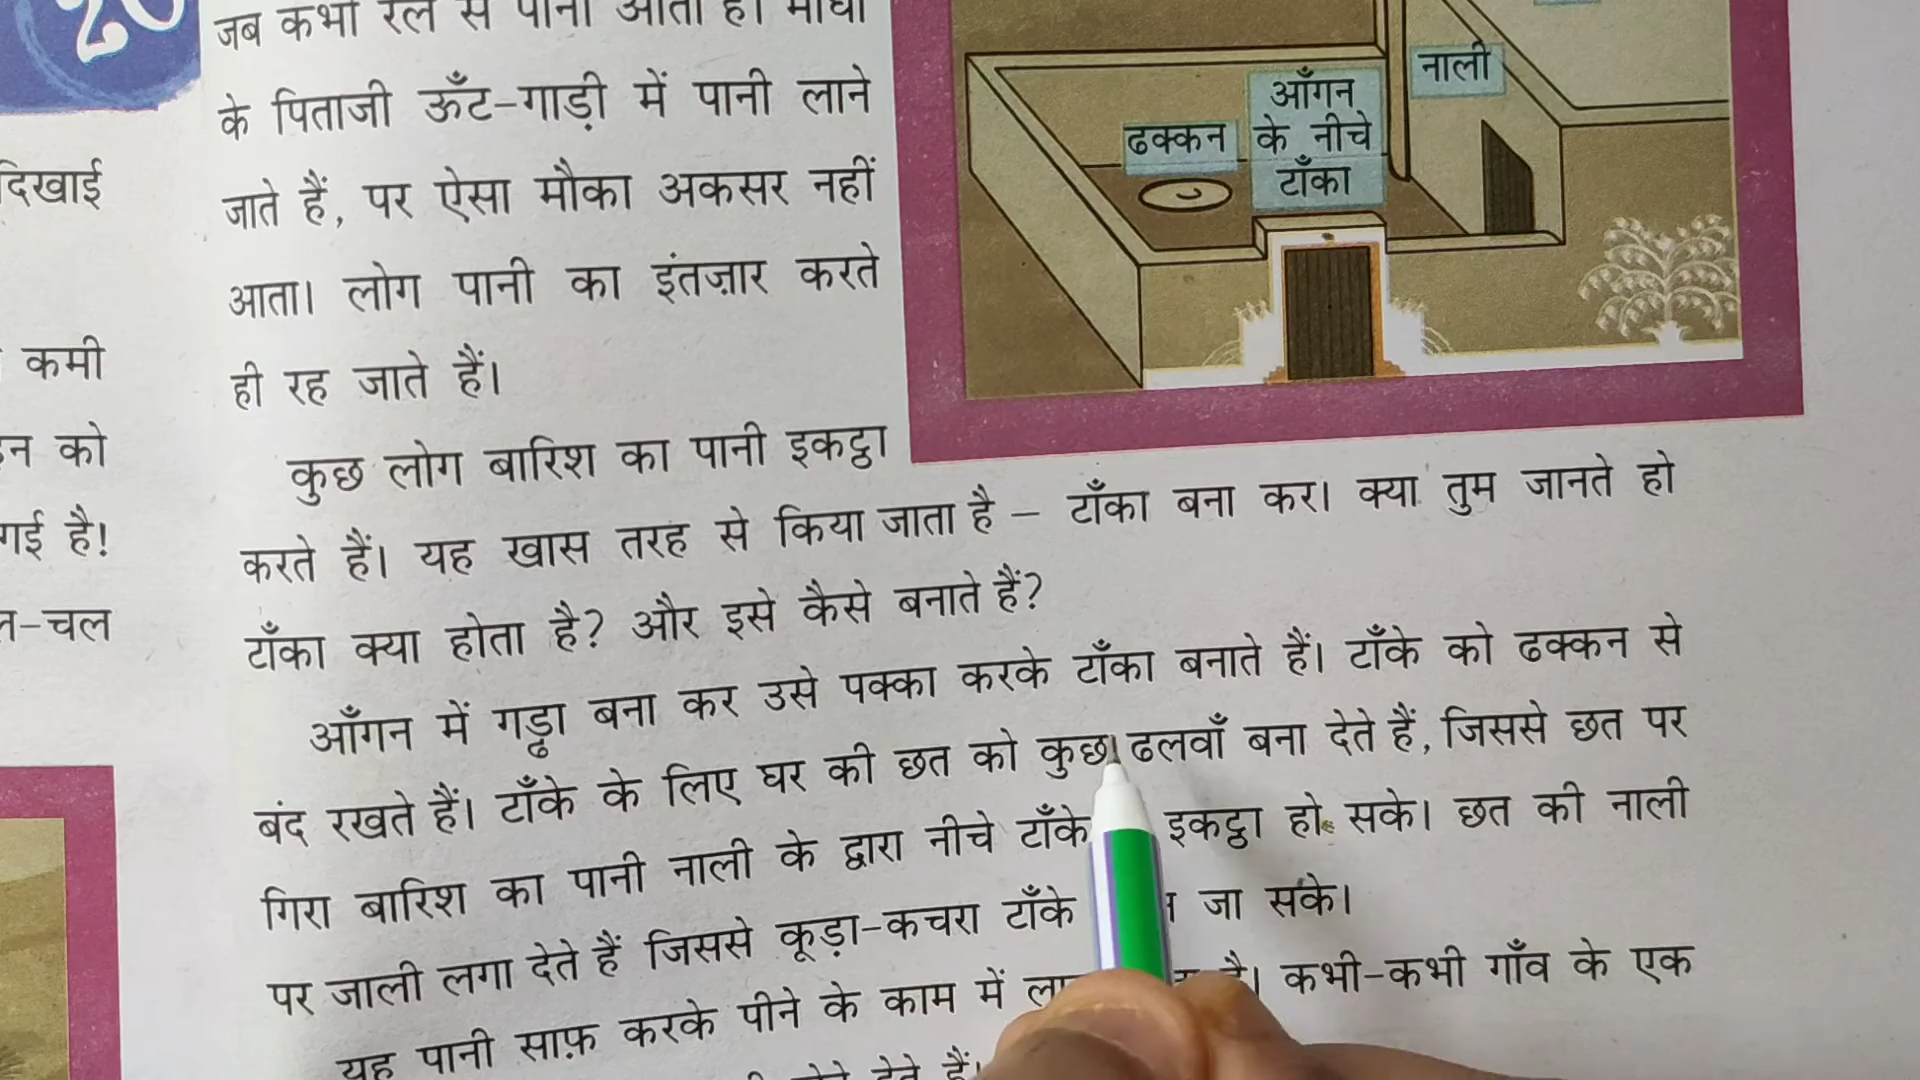 20
जब कभी रेल से पानी आता है। माधो
के पिताजी ऊँट-गाड़ी में पानी लाने
जाते हैं, पर ऐसा मौका अकसर नहीं
आता। लोग पानी का इंतज़ार करते
ही रह जाते हैं।
कुछ लोग बारिश का पानी इकट्ठा
करते हैं। यह खास तरह से किया जाता है – टाँका बना कर। क्या तुम जानते हो
टाँका क्या होता है? और इसे कैसे बनाते हैं?
आँगन में गड्ढा बना कर उसे पक्का करके टाँका बनाते हैं। टाँके को ढक्कन से
बंद रखते हैं। टाँके के लिए घर की छत को कुछ ढलवाँ बना देते हैं, जिससे छत पर
गिरा बारिश का पानी नाली के द्वारा नीचे टाँके इकट्ठा हो सके। छत की नाली
पर जाली लगा देते हैं जिससे कूड़ा-कचरा टाँके जा सके।
यह पानी साफ़ करके पीने के काम में है। कभी-कभी गाँव के एक
देते हैं।
नाली
आँगन
के नीचे
टाँका
ढक्कन
दिखाई
कमी
को
गई है!
-चल